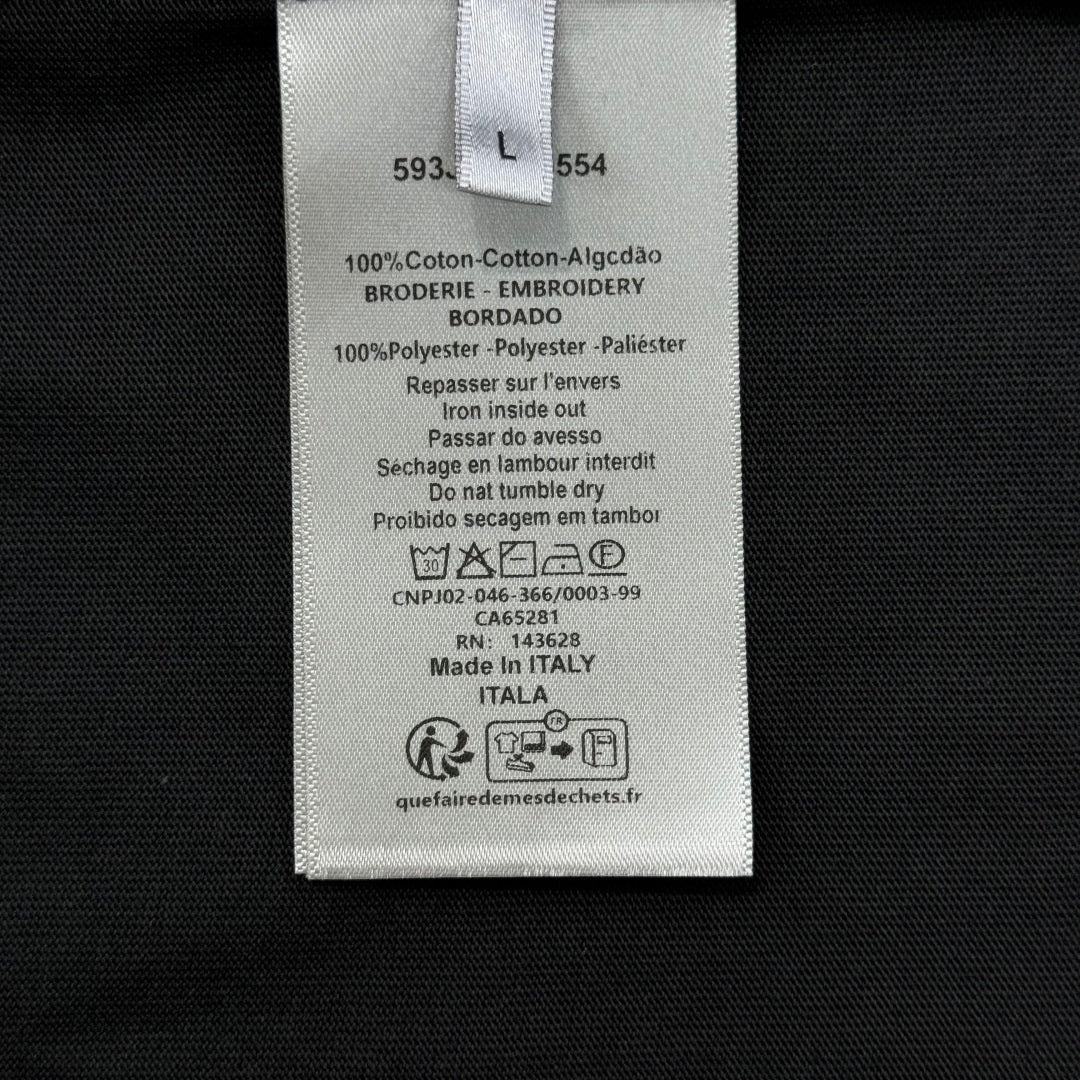 L
554
100%Coton-Cotton-Algcdão
BRODERIE - EMBROIDERY
BORDADO
100%Polyester -Polyester -Paliéster
Repasser sur l'envers
Iron inside out
Passar do avesso
Séchage en lambour interdit
Do nat tumble dry
Proibido secagem em tambor
30 F
CNPJ02-046-366/0003-99
CA65281
RN: 143628
Made In ITALY
ITALA
FR
quefairedemesdechets.fr